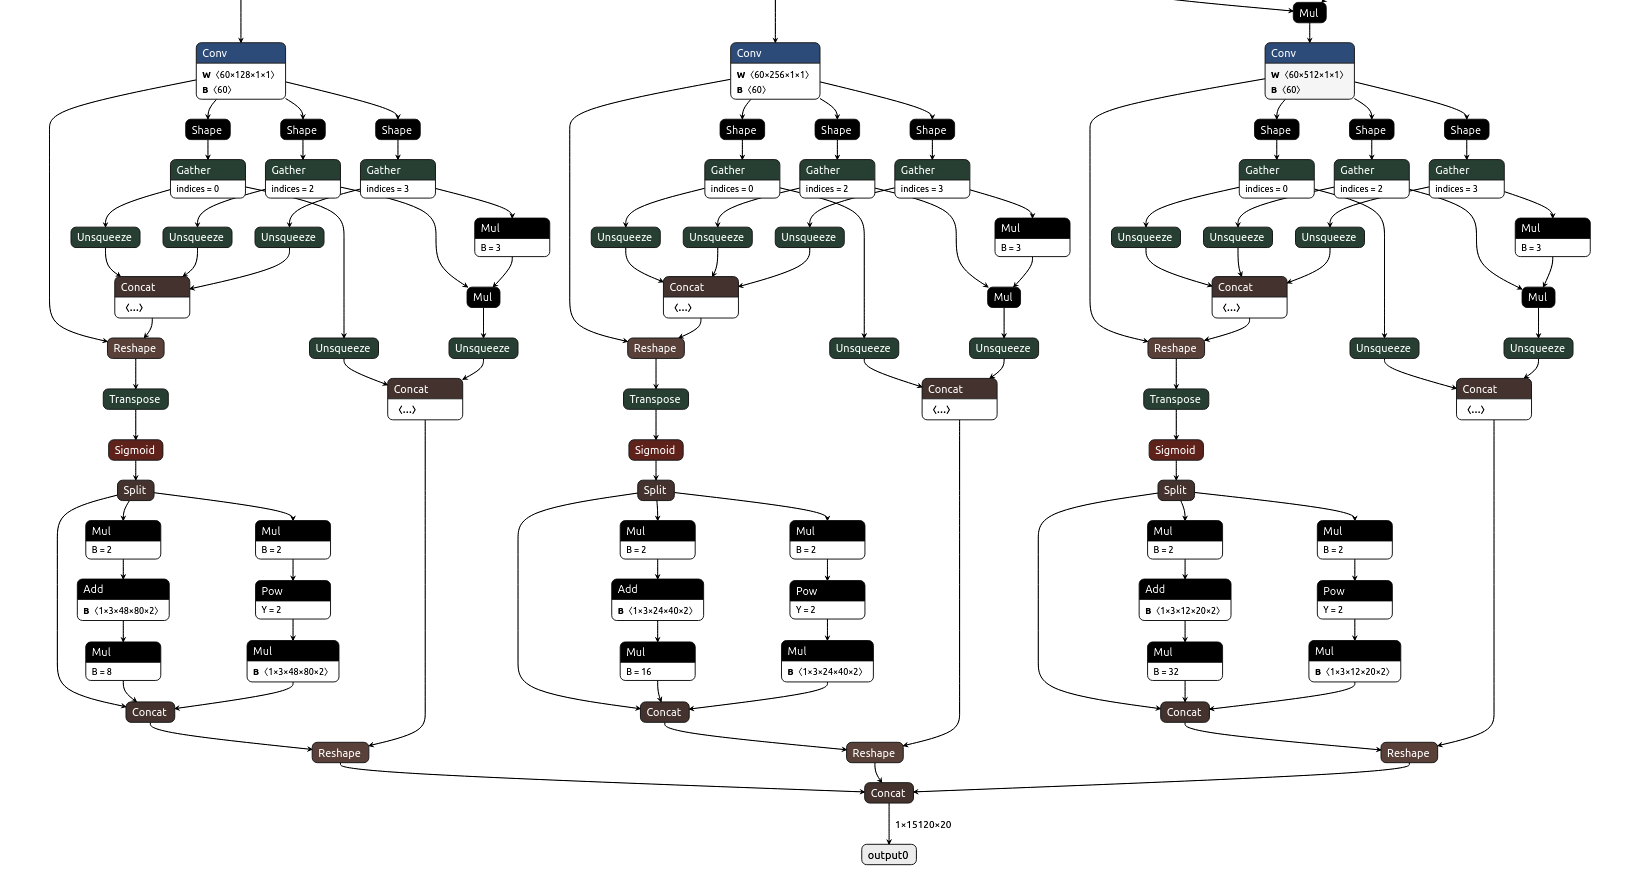 Mul
Conv
W 〈60×128×1×1〉
B 〈60〉
Conv
W 〈60×256×1×1〉
B 〈60〉
Conv
W 〈60×512×1×1〉
B 〈60〉
Shape Shape Shape
Shape Shape Shape
Shape Shape Shape
Gather Gather Gather
indices = 0 indices = 2 indices = 3
Gather Gather Gather
indices = 0 indices = 2 indices = 3
Gather Gather Gather
indices = 0 indices = 2 indices = 3
Unsqueeze Unsqueeze Unsqueeze
Mul
B = 3
Unsqueeze Unsqueeze Unsqueeze
Mul
B = 3
Unsqueeze Unsqueeze Unsqueeze
Mul
B = 3
Concat
〈...〉
Mul
Concat
〈...〉
Mul
Concat
〈...〉
Mul
Reshape Unsqueeze Unsqueeze
Reshape Unsqueeze Unsqueeze
Reshape Unsqueeze Unsqueeze
Concat
〈...〉
Concat
〈...〉
Concat
〈...〉
Transpose Transpose Transpose
Sigmoid Sigmoid Sigmoid
Split Split Split
Mul Mul
B = 2 B = 2
Mul Mul
B = 2 B = 2
Mul Mul
B = 2 B = 2
Add Pow
B 〈1×3×48×80×2〉 Y = 2
Add Pow
B 〈1×3×24×40×2〉 Y = 2
Add Pow
B 〈1×3×12×20×2〉 Y = 2
Mul Mul
B = 8 B 〈1×3×48×80×2〉
Mul Mul
B = 16 B 〈1×3×24×40×2〉
Mul Mul
B = 32 B 〈1×3×12×20×2〉
Concat Concat Concat
Reshape Reshape Reshape
Concat
1×15120×20
output0